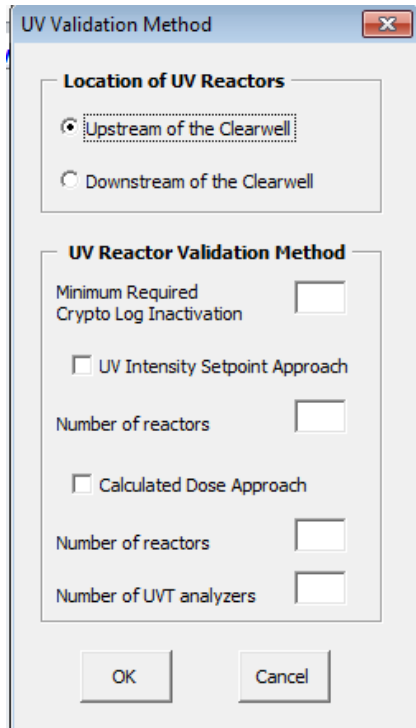 UV Validation Method
Location of UV Reactors
Upstream of the Clearwell
Downstream of the Clearwell
UV Reactor Validation Method
Minimum Required
Crypto Log Inactivation
UV Intensity Setpoint Approach
Number of reactors
Calculated Dose Approach
Number of reactors
Number of UVT analyzers
OK
Cancel